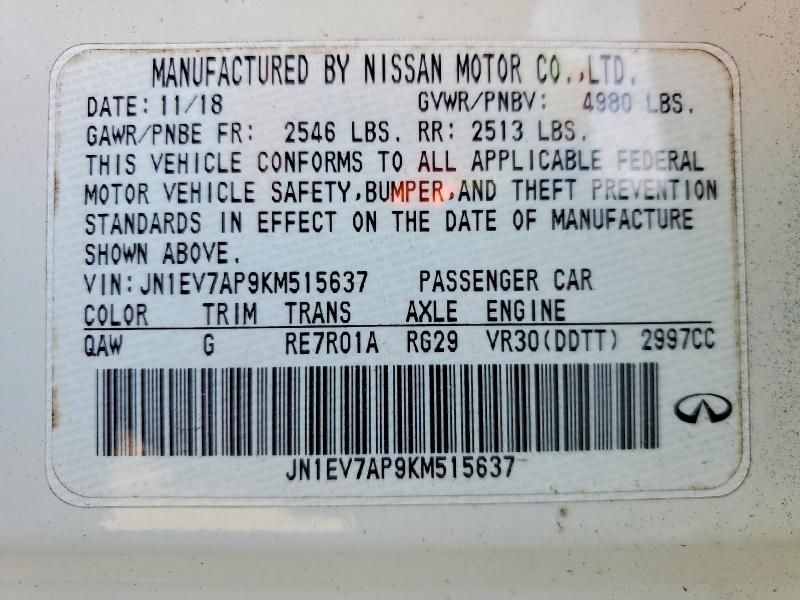 MANUFACTURED BY NISSAN MOTOR CO.,LTD.
DATE: 11/18 GVWR/PNBV: 4980 LBS.
GAWR/PNBE FR: 2546 LBS. RR: 2513 LBS.
THIS VEHICLE CONFORMS TO ALL APPLICABLE FEDERAL
MOTOR VEHICLE SAFETY,BUMPER,AND THEFT PREVENTION
STANDARDS IN EFFECT ON THE DATE OF MANUFACTURE
SHOWN ABOVE.
VIN: JN1EV7AP9KM515637 PASSENGER CAR
COLOR TRIM TRANS AXLE ENGINE
QAW G RE7R01A RG29 VR30(DDTT) 2997CC
JN1EV7AP9KM515637